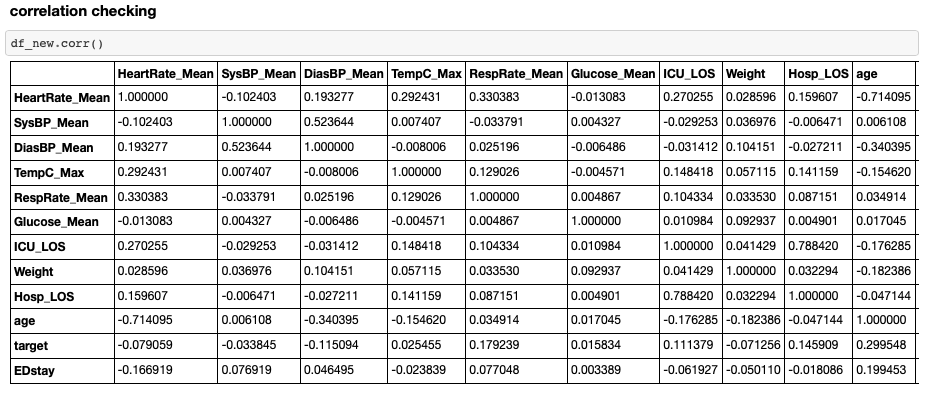 correlation checking
df_new.corr()
HeartRate_Mean SysBP_Mean DiasBP_Mean TempC_Max RespRate_Mean Glucose_Mean ICU_LOS Weight Hosp_LOS age
HeartRate_Mean 1.000000 -0.102403 0.193277 0.292431 0.330383 -0.013083 0.270255 0.028596 0.159607 -0.714095
SysBP_Mean -0.102403 1.000000 0.523644 0.007407 -0.033791 0.004327 -0.029253 0.036976 -0.006471 0.006108
DiasBP_Mean 0.193277 0.523644 1.000000 -0.008006 0.025196 -0.006486 -0.031412 0.104151 -0.027211 -0.340395
TempC_Max 0.292431 0.007407 -0.008006 1.000000 0.129026 -0.004571 0.148418 0.057115 0.141159 -0.154620
RespRate_Mean 0.330383 -0.033791 0.025196 0.129026 1.000000 0.004867 0.104334 0.033530 0.087151 0.034914
Glucose_Mean -0.013083 0.004327 -0.006486 -0.004571 0.004867 1.000000 0.010984 0.092937 0.004901 0.017045
ICU_LOS 0.270255 -0.029253 -0.031412 0.148418 0.104334 0.010984 1.000000 0.041429 0.788420 -0.176285
Weight 0.028596 0.036976 0.104151 0.057115 0.033530 0.092937 0.041429 1.000000 0.032294 -0.182386
Hosp_LOS 0.159607 -0.006471 -0.027211 0.141159 0.087151 0.004901 0.788420 0.032294 1.000000 -0.047144
age -0.714095 0.006108 -0.340395 -0.154620 0.034914 0.017045 -0.176285 -0.182386 -0.047144 1.000000
target -0.079059 -0.033845 -0.115094 0.025455 0.179239 0.015834 0.111379 -0.071256 0.145909 0.299548
EDstay -0.166919 0.076919 0.046495 -0.023839 0.077048 0.003389 -0.061927 -0.050110 -0.018086 0.199453